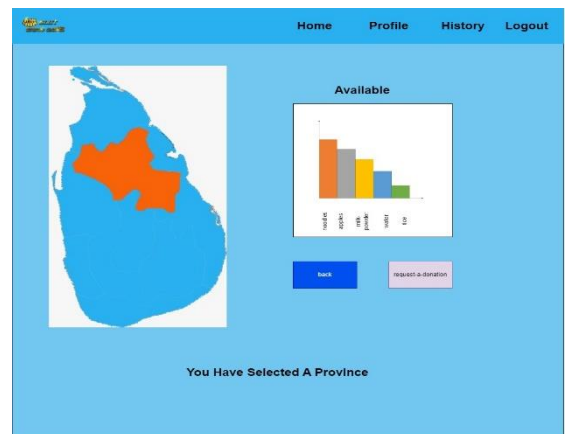 Home Profile History Logout
Available
noodles
apples
milk
powder
water
rice
back
request-a-donation
You Have Selected A Province